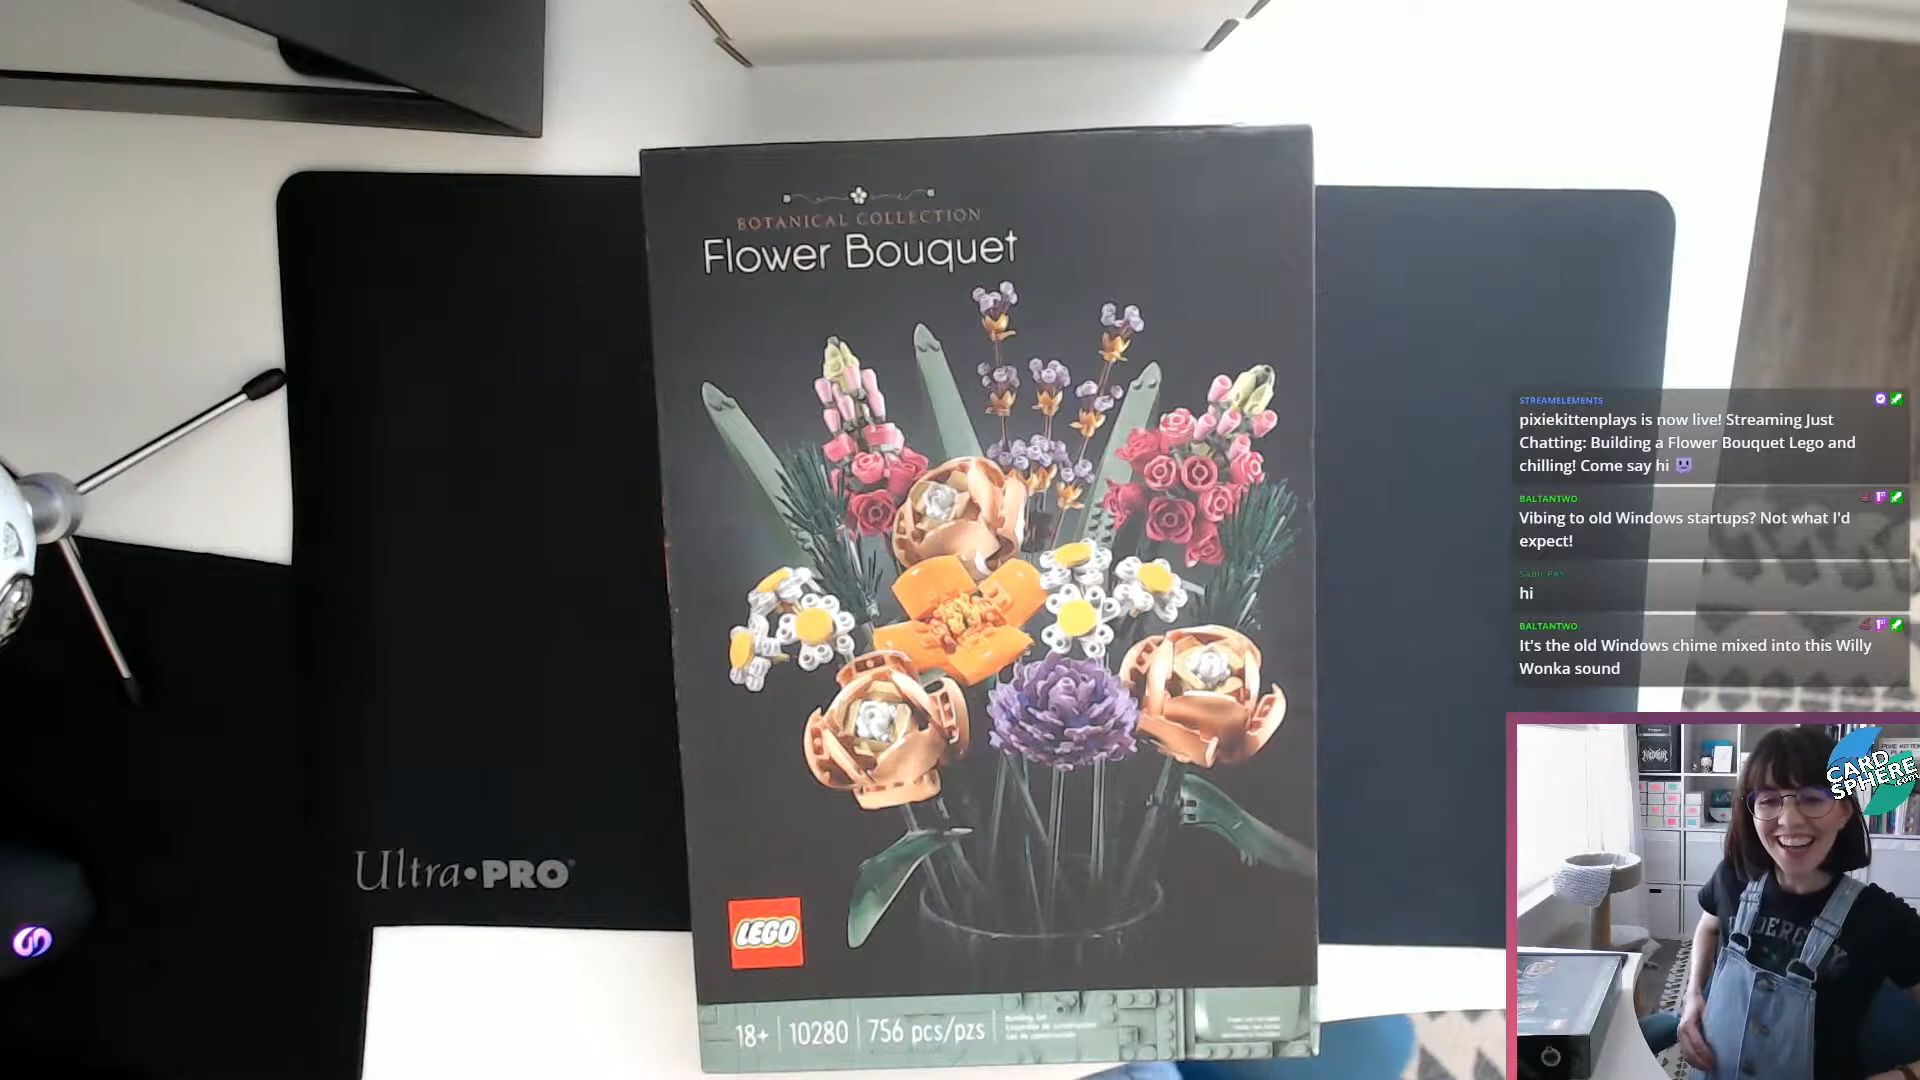 BOTANICAL COLLECTION
Flower Bouquet
Ultra•PRO
LEGO
18+ | 10280 | 756 pcs/pzs
STREAMELEMENTS
pixiekittenplays is now live! Streaming Just
Chatting: Building a Flower Bouquet Lego and
chilling! Come say hi
BALTANTWO
Vibing to old Windows startups? Not what I'd
expect!
hi
BALTANTWO
It's the old Windows chime mixed into this Willy
Wonka sound
CARD
SPHERE
.com